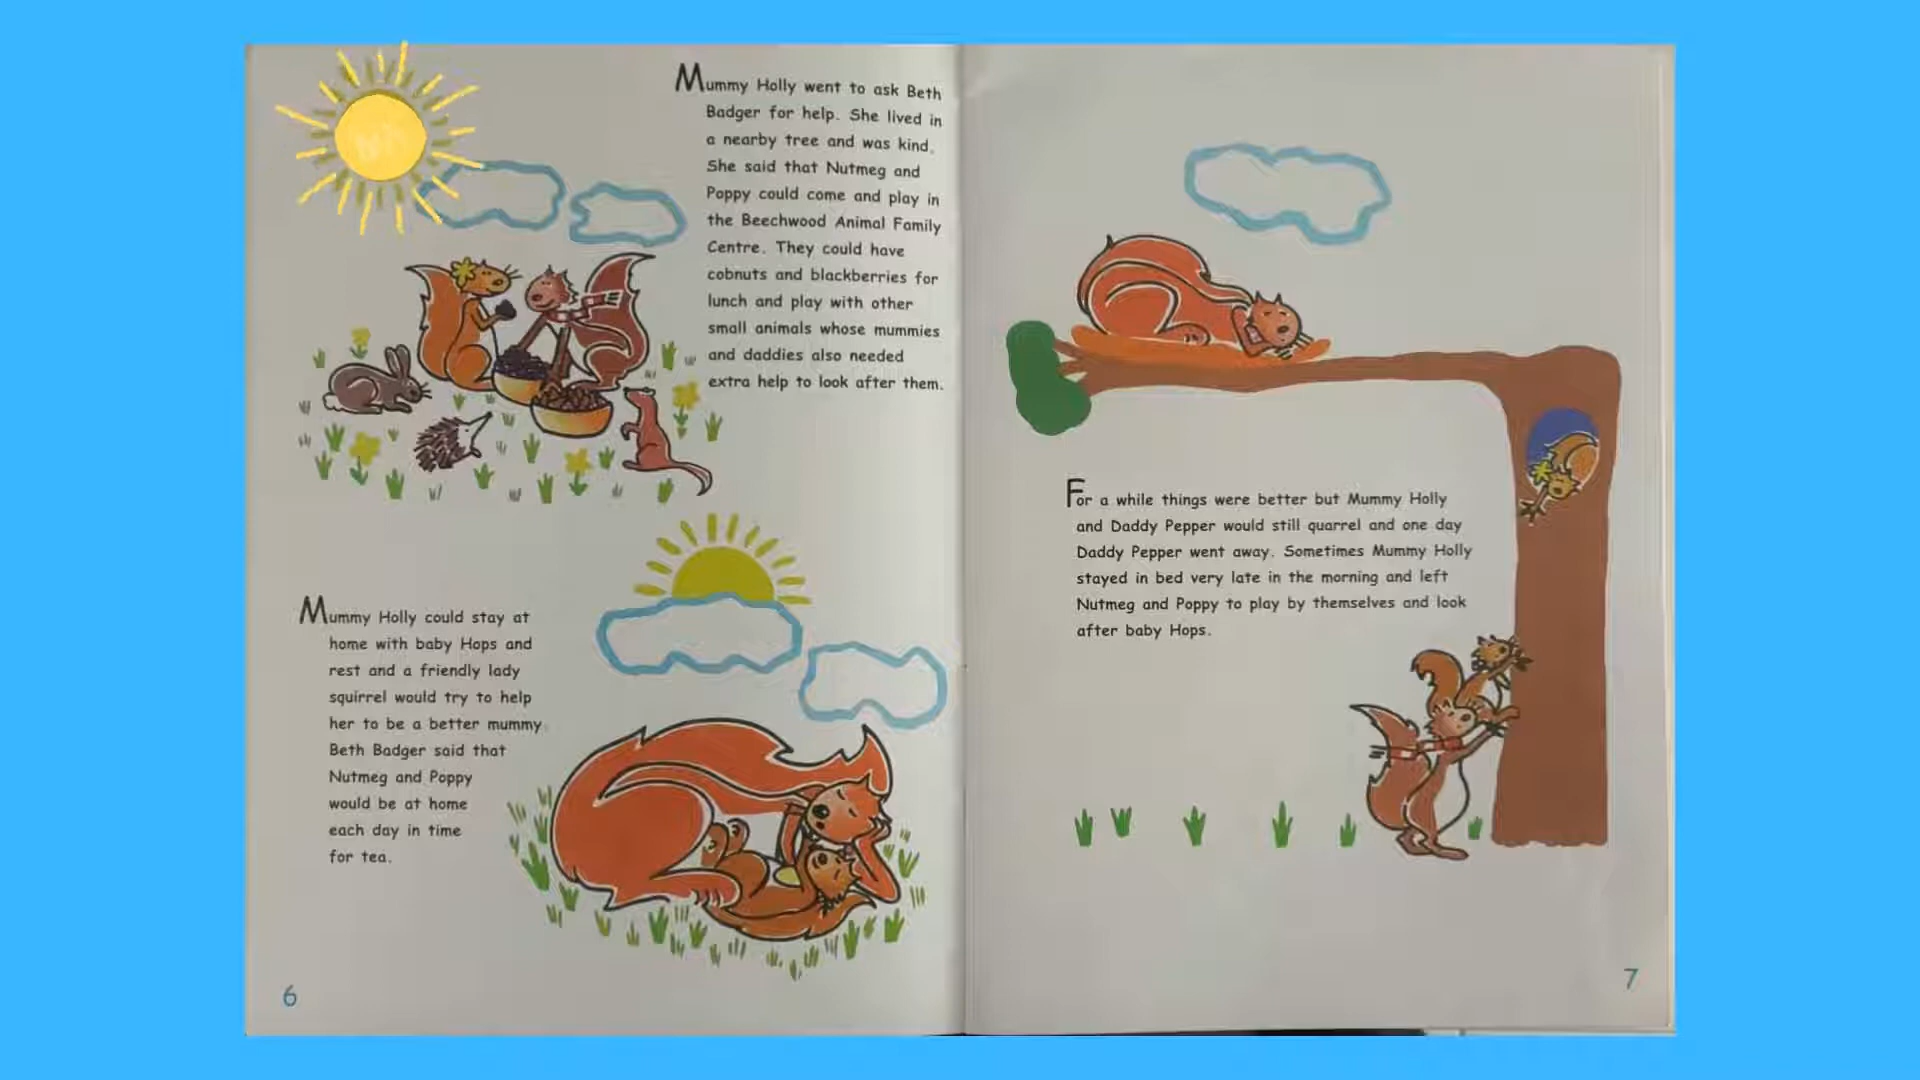 Mummy Holly went to ask Beth
Badger for help. She lived in
a nearby tree and was kind.
She said that Nutmeg and
Poppy could come and play in
the Beechwood Animal Family
Centre. They could have
cobnuts and blackberries for
lunch and play with other
small animals whose mummies
and daddies also needed
extra help to look after them.
Mummy Holly could stay at
home with baby Hops and
rest and a friendly lady
squirrel would try to help
her to be a better mummy.
Beth Badger said that
Nutmeg and Poppy
would be at home
each day in time
for tea.
6
For a while things were better but Mummy Holly
and Daddy Pepper would still quarrel and one day
Daddy Pepper went away. Sometimes Mummy Holly
stayed in bed very late in the morning and left
Nutmeg and Poppy to play by themselves and look
after baby Hops.
7